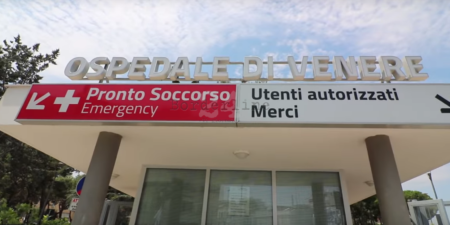 OSPEDALE DI VENERE
Pronto Soccorso
Emergency
Utenti autorizzati
Merci